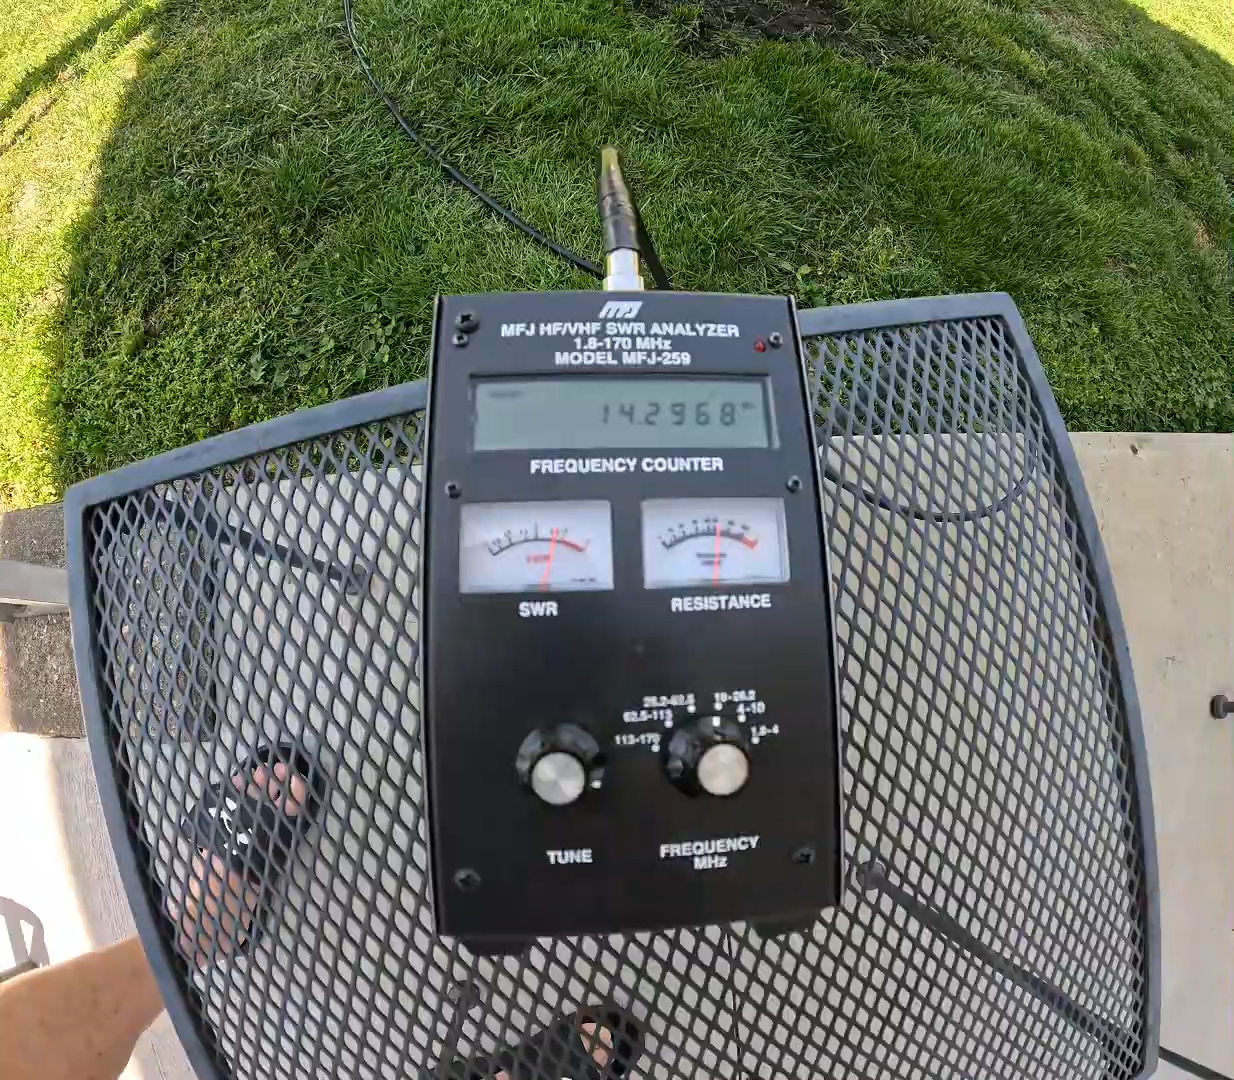 MFJ
MFJ HF/VHF SWR ANALYZER
1.8-170 MHz
MODEL MFJ-259
14.2968
FREQUENCY COUNTER
SWR
RESISTANCE
26.2-62.5 10-26.2
62.5-113 4-10
113-170 1.8-4
TUNE
FREQUENCY
MHz